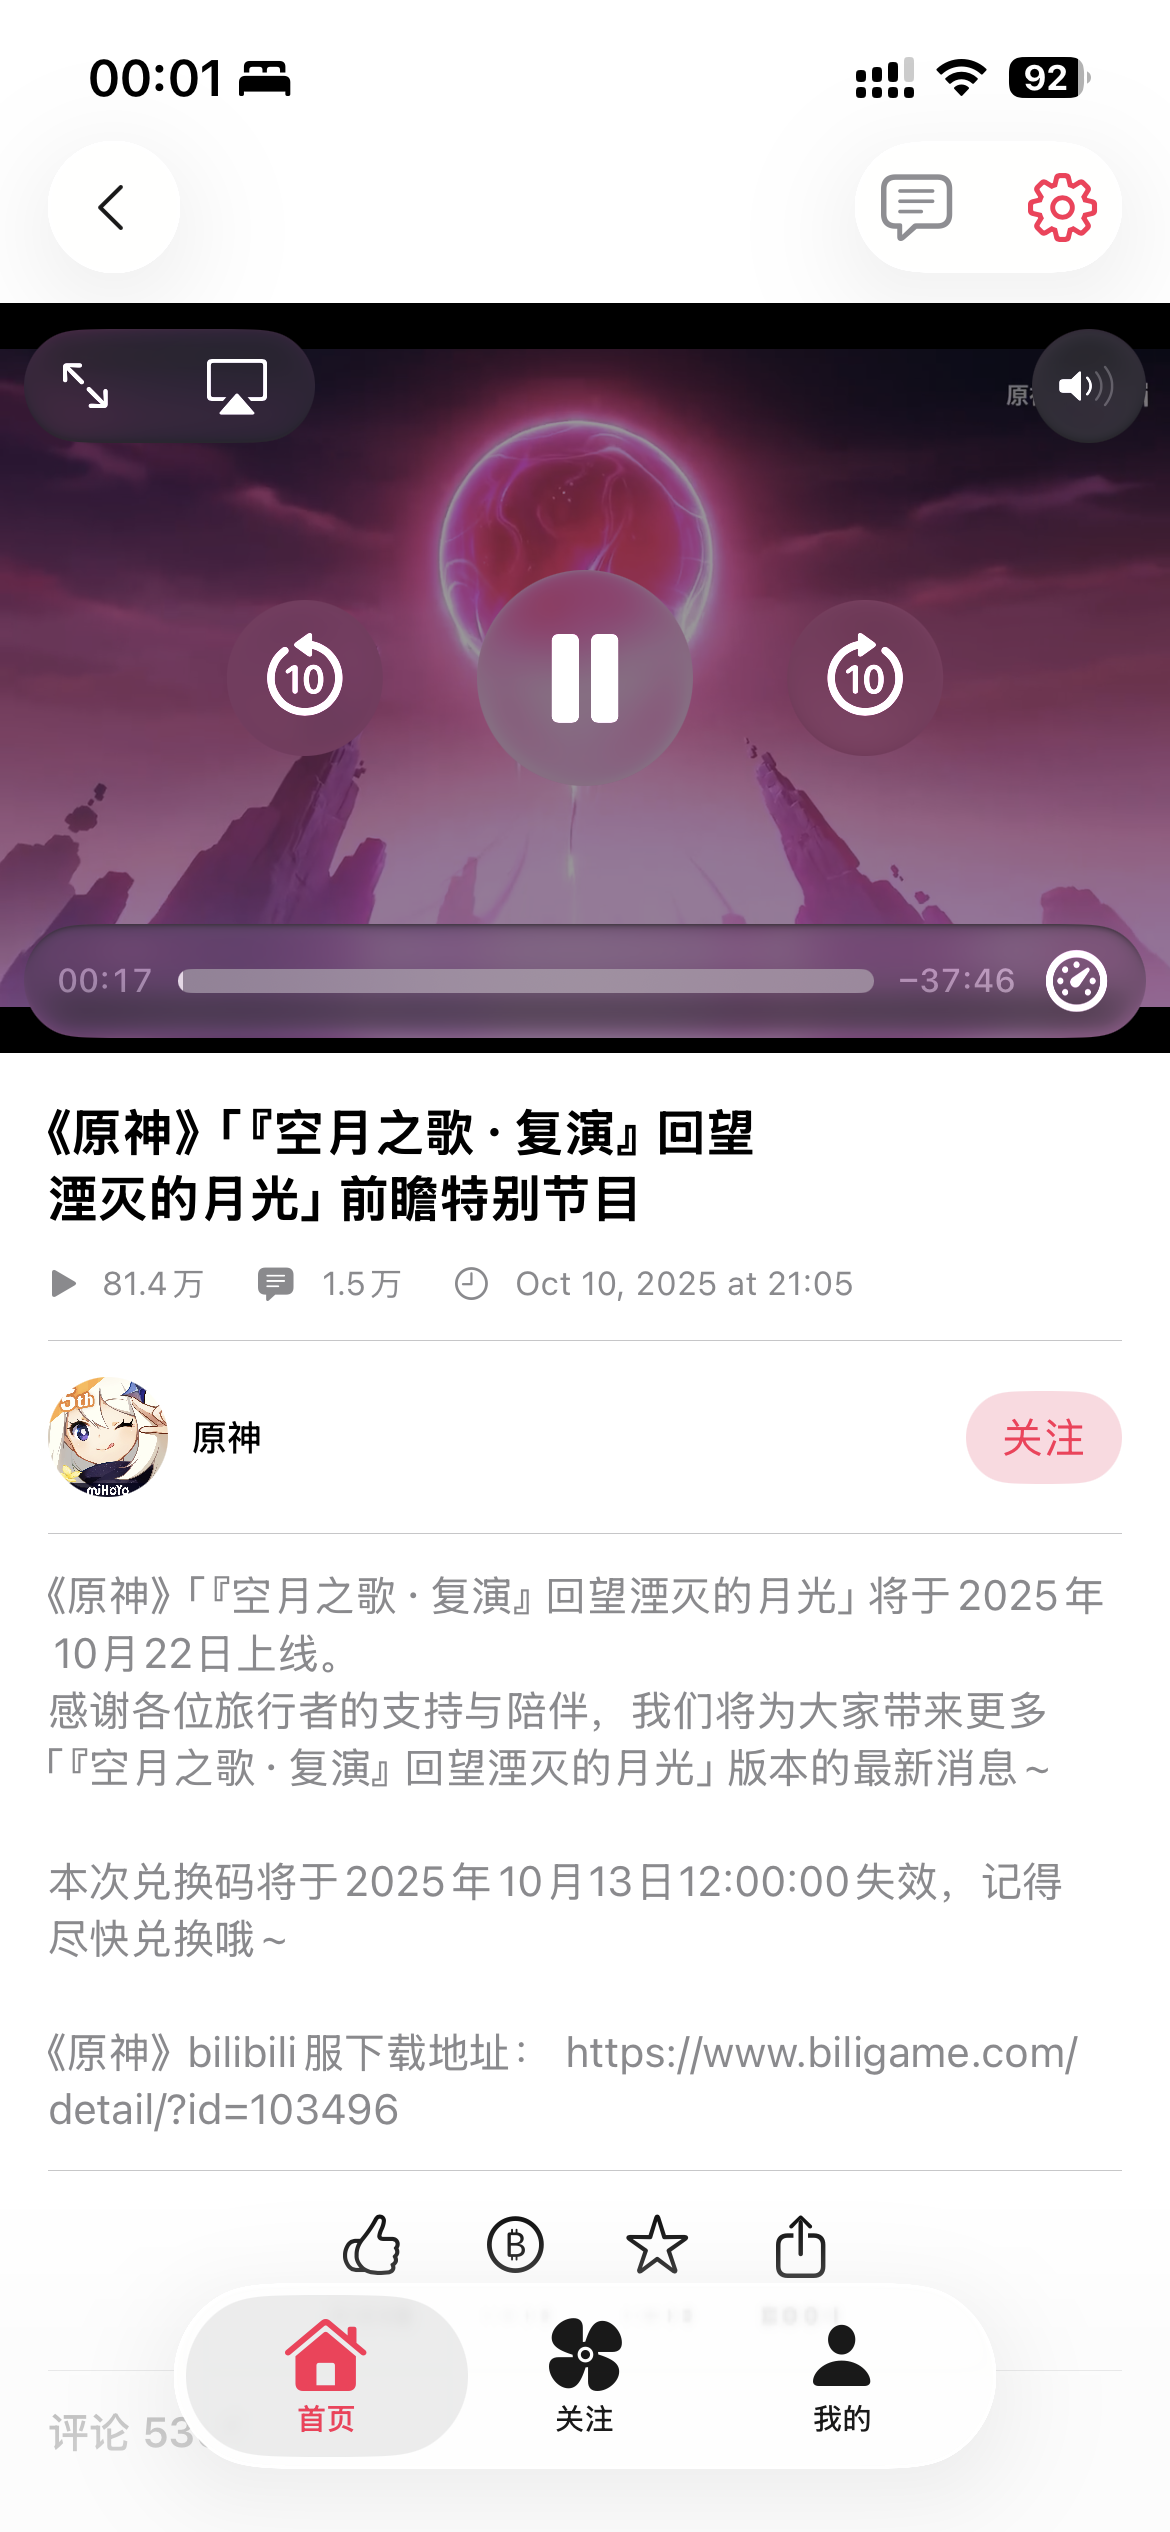 00:01
92
原
10
10
00:17
-37:46
《原神》「『空月之歌·复演』回望
湮灭的月光」前瞻特别节目
81.4万
1.5万
Oct 10, 2025 at 21:05
5th
miHoYo
原神
关注
《原神》「『空月之歌·复演』回望湮灭的月光」将于2025年
10月22日上线。
感谢各位旅行者的支持与陪伴，我们将为大家带来更多
「『空月之歌·复演』回望湮灭的月光」版本的最新消息~
本次兑换码将于2025年10月13日12:00:00失效，记得
尽快兑换哦~
《原神》bilibili服下载地址： https://www.biligame.com/
detail/?id=103496
首页
关注
我的
评论 53